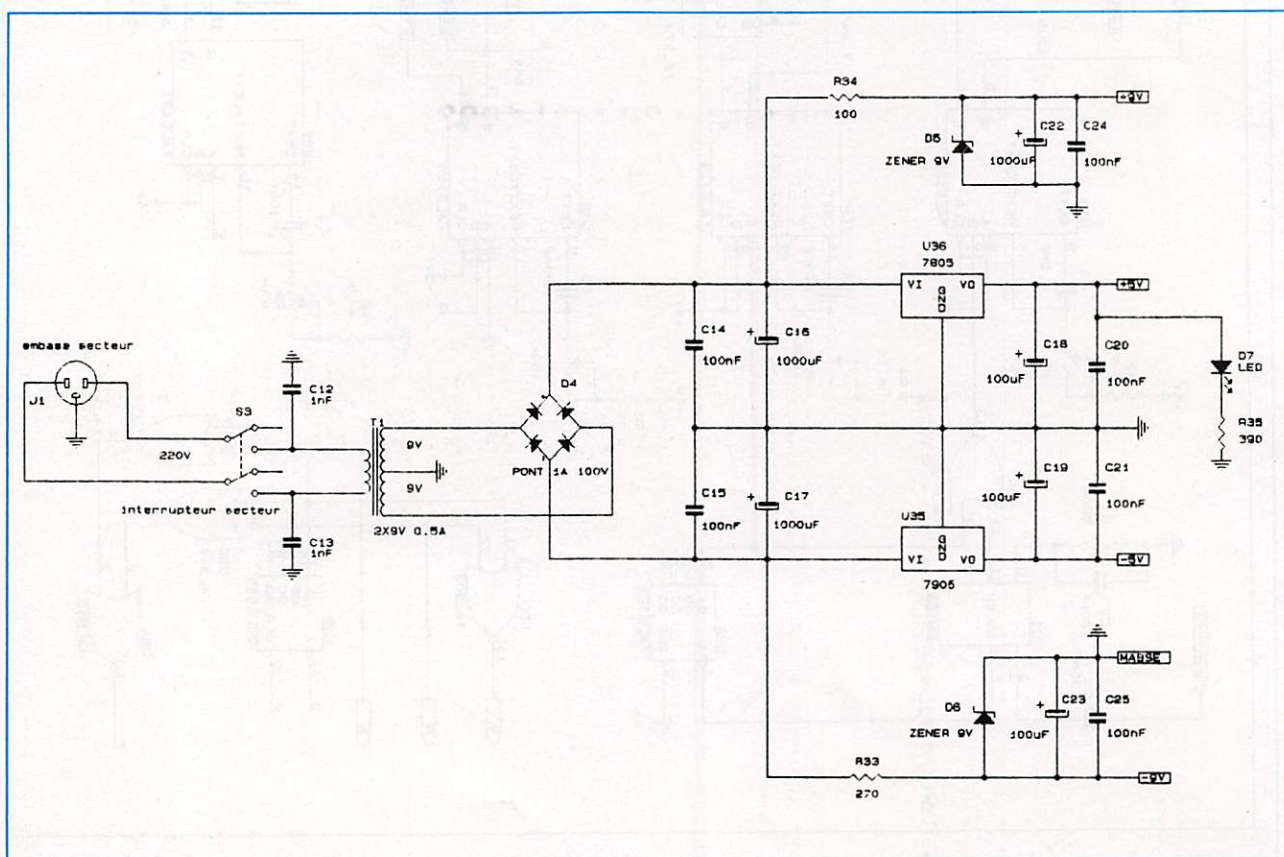 R34
100
+9V
D5
ZENER 9V
C22
1000uF
C24
100nF
U36
7805
VI
GND
VO
+5V
embase secteur
J1
C12
1nF
S3
220V
interrupteur secteur
C13
1nF
T1
9V
9V
2X9V 0.5A
D4
PONT 1A 100V
C14
100nF
C16
1000uF
C15
100nF
C17
1000uF
C18
100uF
C20
100nF
D7
LED
R35
390
C19
100uF
C21
100nF
U35
VI
GND
VO
7905
-5V
MASSE
D6
ZENER 9V
C23
100uF
C25
100nF
R33
270
-9V